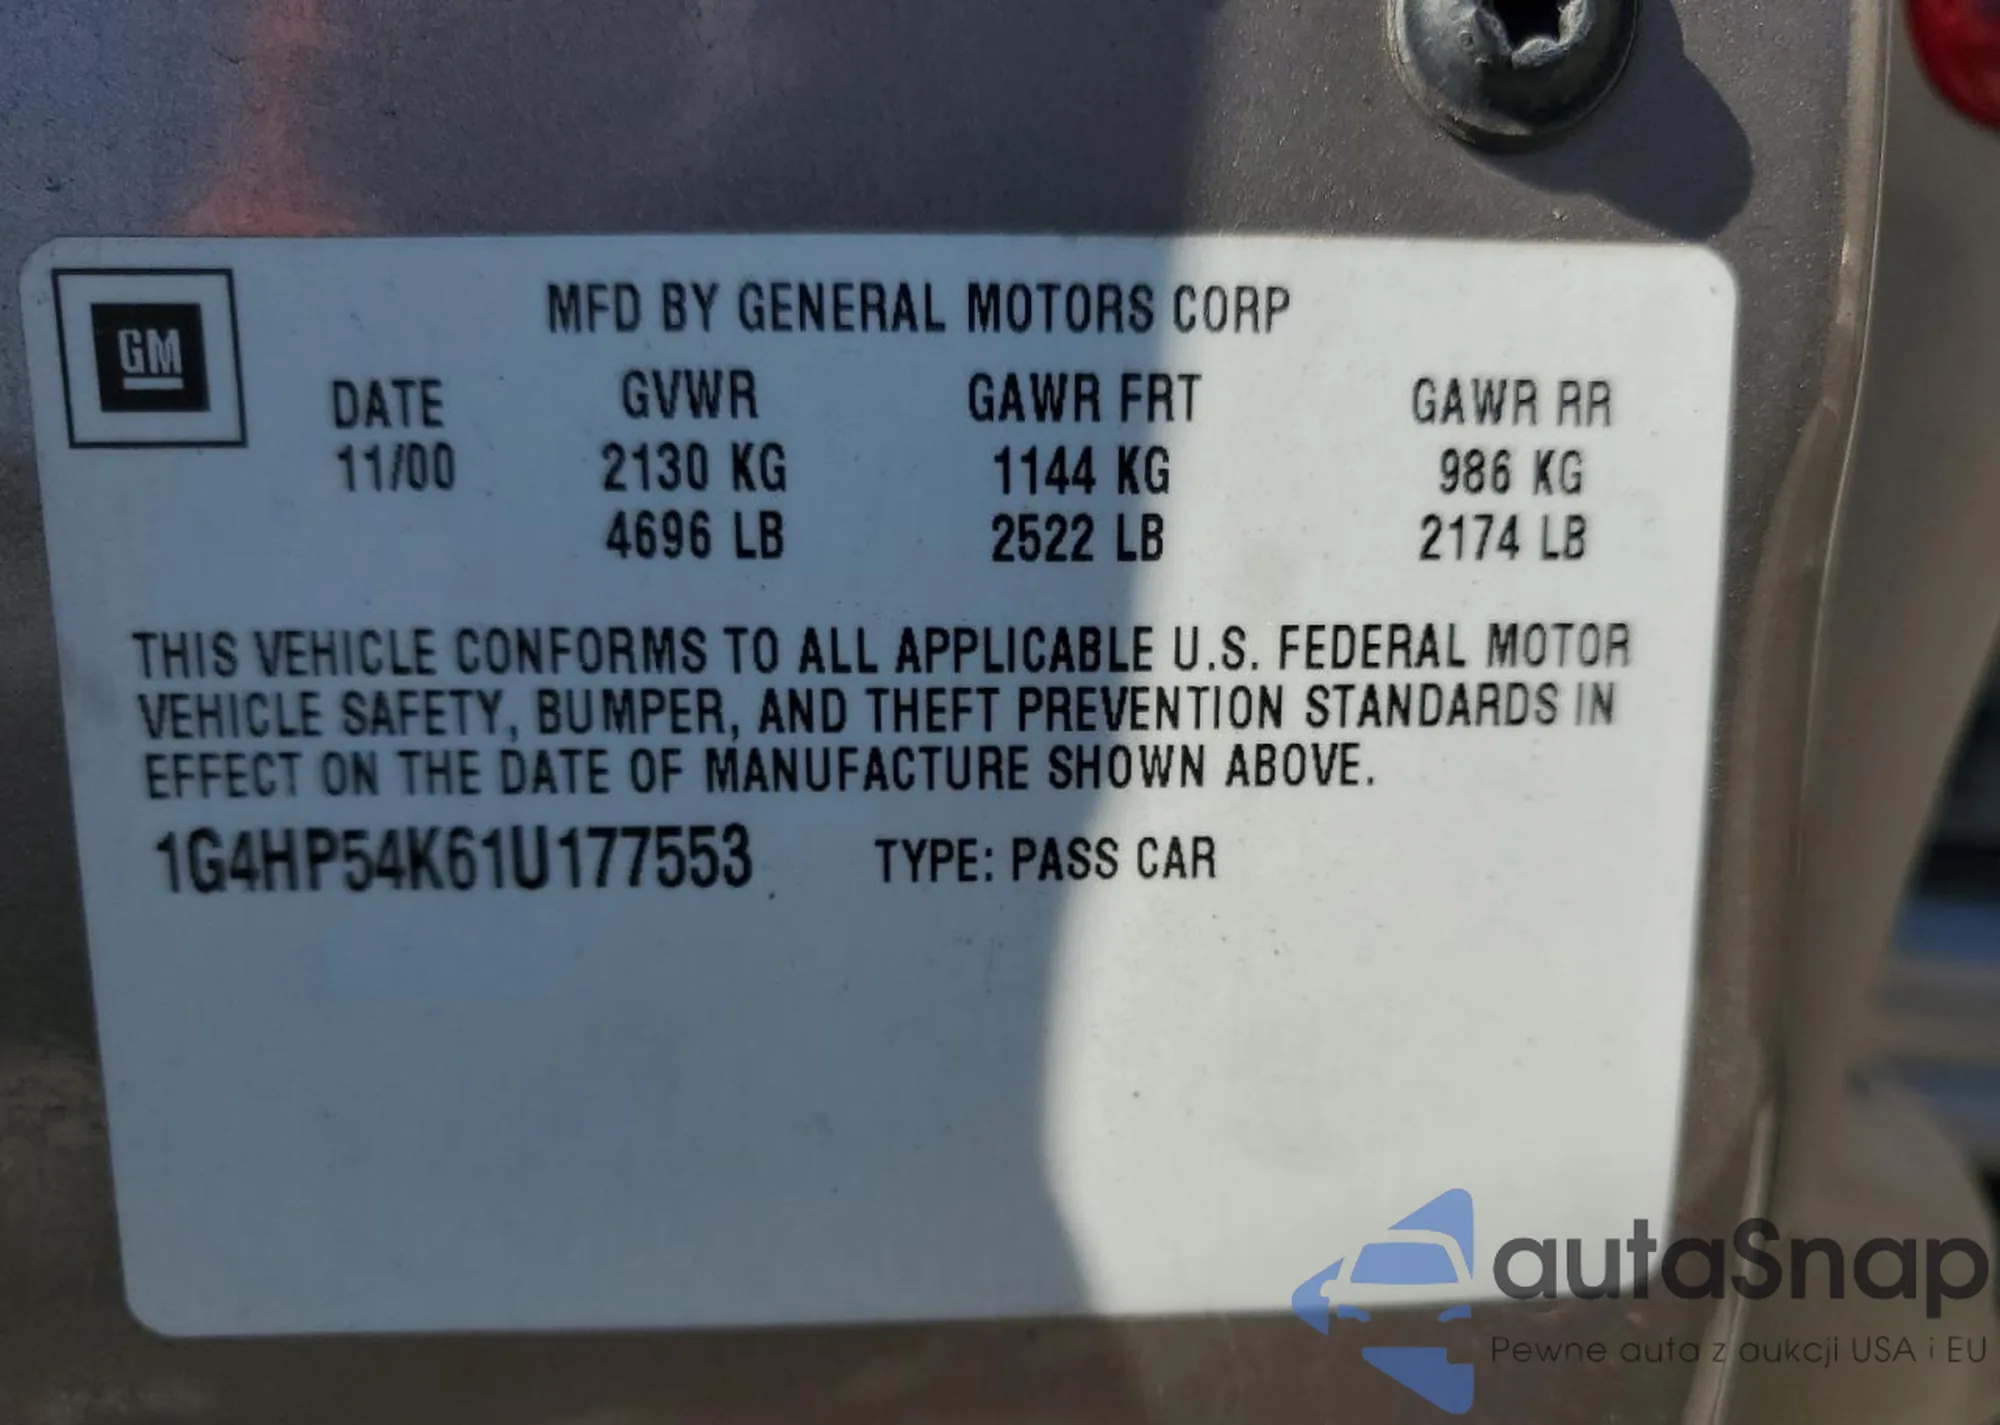 GM
MFD BY GENERAL MOTORS CORP
DATE GVWR GAWR FRT GAWR RR
11/00 2130 KG 1144 KG 986 KG
4696 LB 2522 LB 2174 LB
THIS VEHICLE CONFORMS TO ALL APPLICABLE U.S. FEDERAL MOTOR
VEHICLE SAFETY, BUMPER, AND THEFT PREVENTION STANDARDS IN
EFFECT ON THE DATE OF MANUFACTURE SHOWN ABOVE.
1G4HP54K61U177553 TYPE: PASS CAR
autaSnap
Pewne auta z aukcji USA i EU